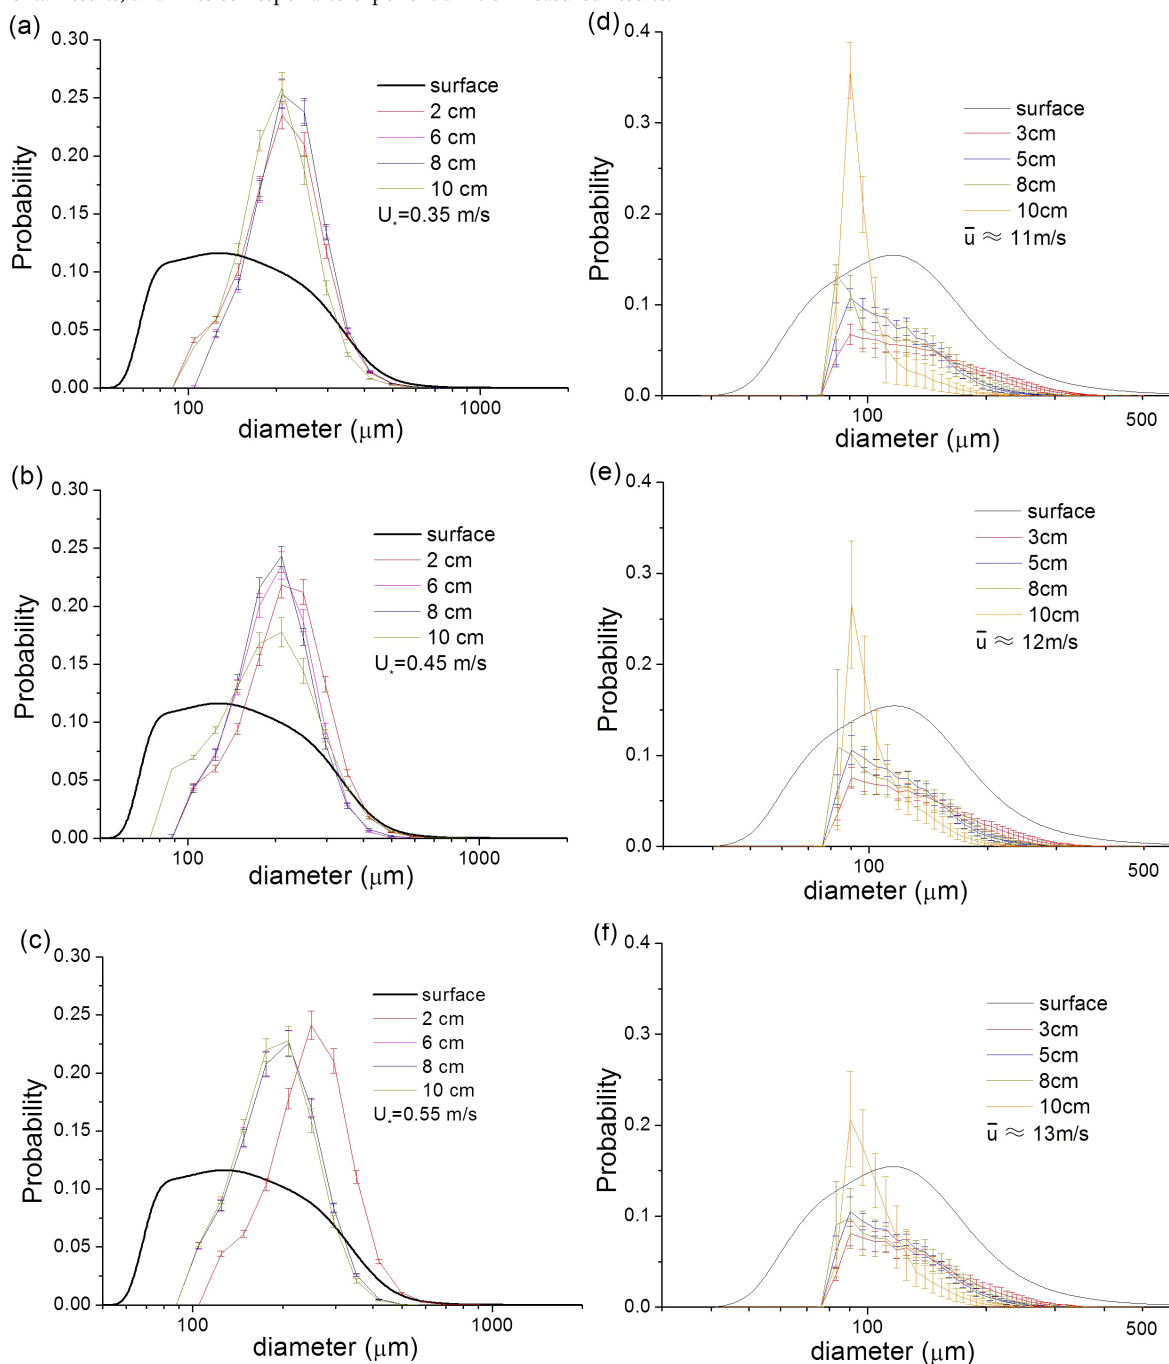 (a)
0.30
0.25
0.20
0.15
0.10
0.05
0.00
Probability
surface
2 cm
6 cm
8 cm
10 cm
U*=0.35 m/s
100
1000
diameter (μm)
(d)
0.4
0.3
0.2
0.1
0.0
Probability
surface
3cm
5cm
8cm
10cm
ū ≈ 11m/s
100
500
diameter (μm)
(b)
0.30
0.25
0.20
0.15
0.10
0.05
0.00
Probability
surface
2 cm
6 cm
8 cm
10 cm
U*=0.45 m/s
100
1000
diameter (μm)
(e)
0.4
0.3
0.2
0.1
0.0
Probability
surface
3cm
5cm
8cm
10cm
ū ≈ 12m/s
100
500
diameter (μm)
(c)
0.30
0.25
0.20
0.15
0.10
0.05
0.00
Probability
surface
2 cm
6 cm
8 cm
10 cm
U*=0.55 m/s
100
1000
diameter (μm)
(f)
0.4
0.3
0.2
0.1
0.0
Probability
surface
3cm
5cm
8cm
10cm
ū ≈ 13m/s
100
500
diameter (μm)